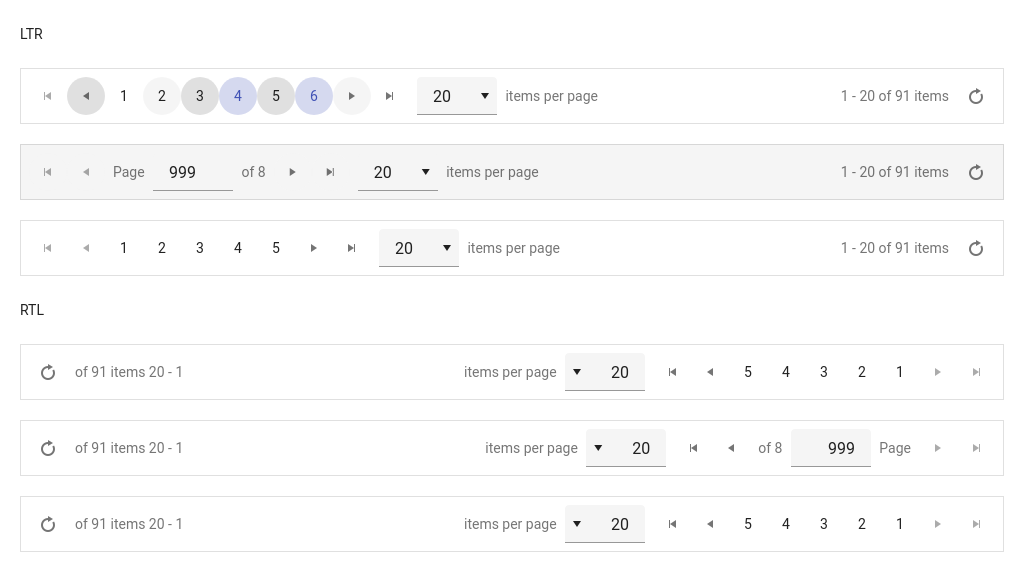 LTR
1 2 3 4 5 6 20 items per page 1 - 20 of 91 items
Page 999 of 8 20 items per page 1 - 20 of 91 items
1 2 3 4 5 20 items per page 1 - 20 of 91 items
RTL
of 91 items 20 - 1 items per page 20 5 4 3 2 1
of 91 items 20 - 1 items per page 20 of 8 999 Page
of 91 items 20 - 1 items per page 20 5 4 3 2 1